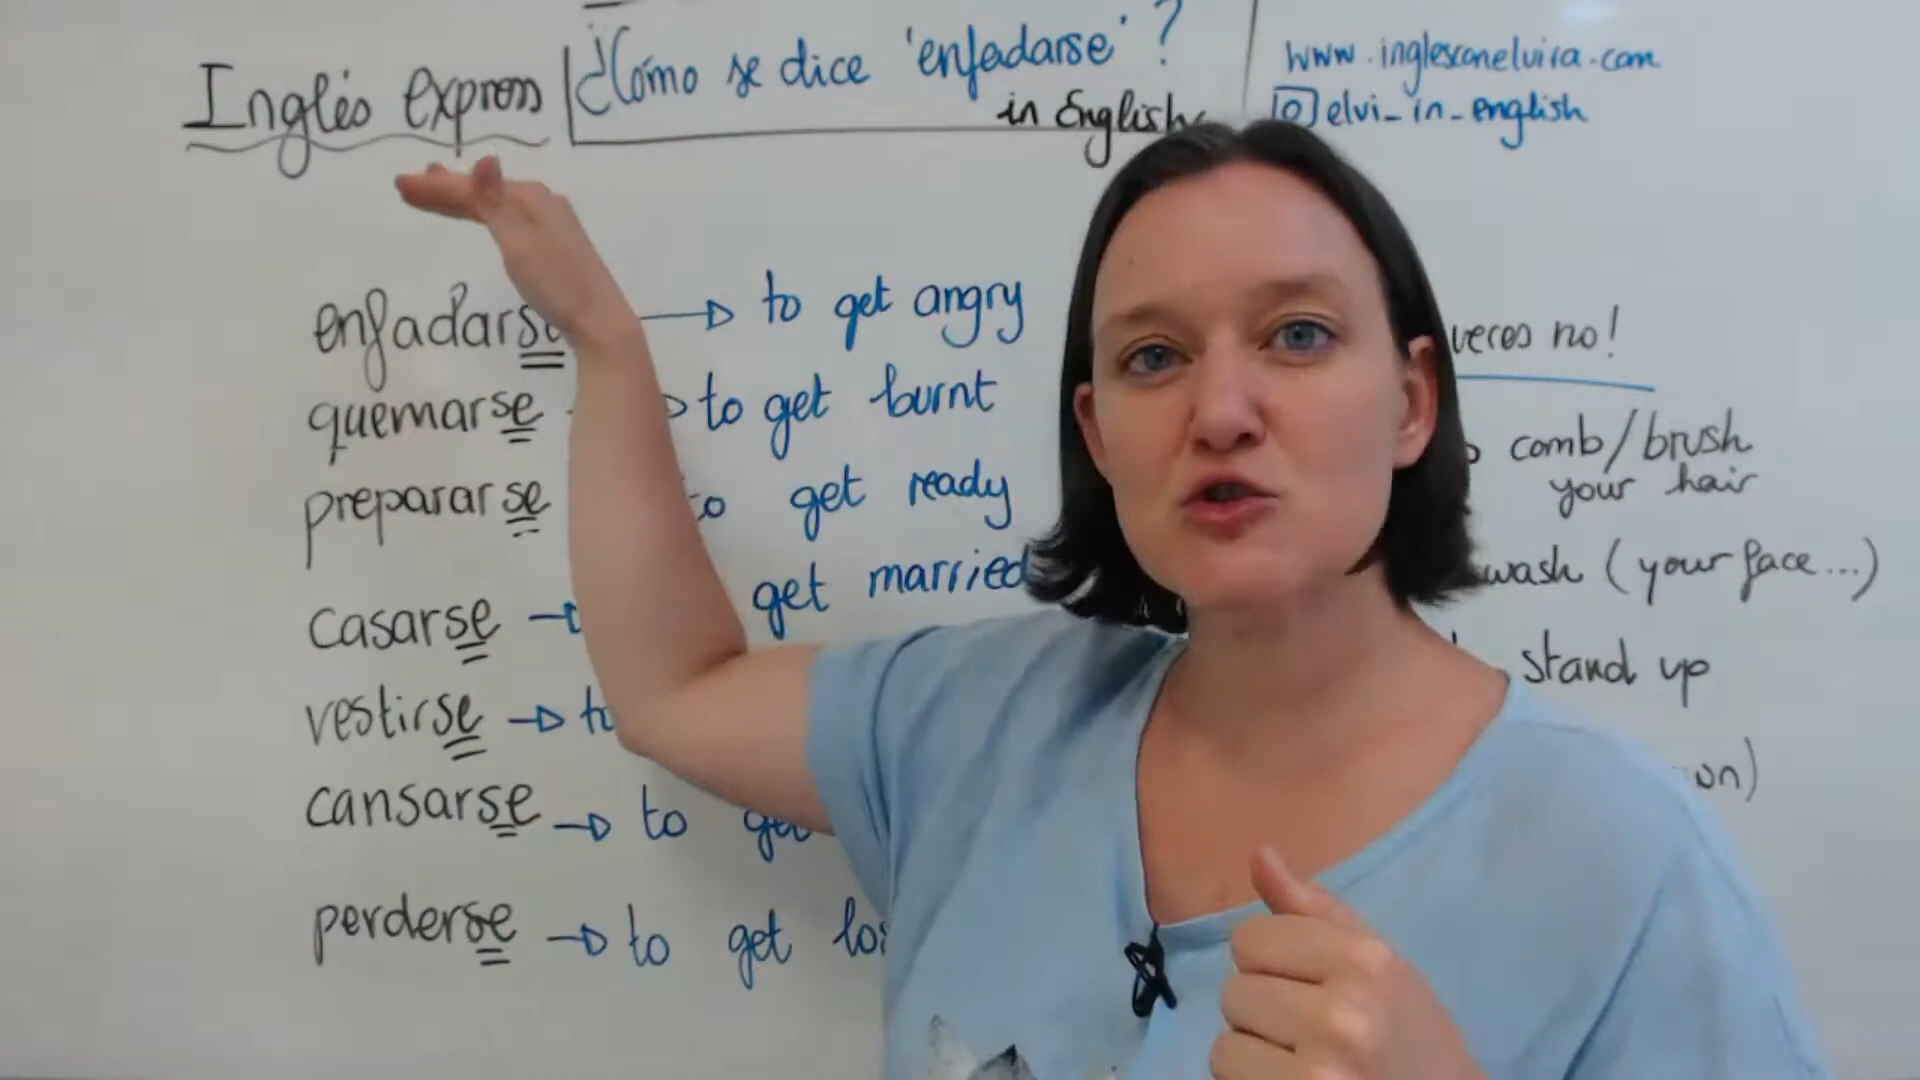 Inglés express
¿Cómo se dice 'enfadarse'?
in English
www.inglesconelvira.com
elvi_in_english
enfadarse → to get angry
quemarse → to get burnt
prepararse to get ready
casarse → get married
vestirse → to
cansarse → to get
perderse → to get
veces no!
comb/brush
your hair
wash (your face...)
stand up